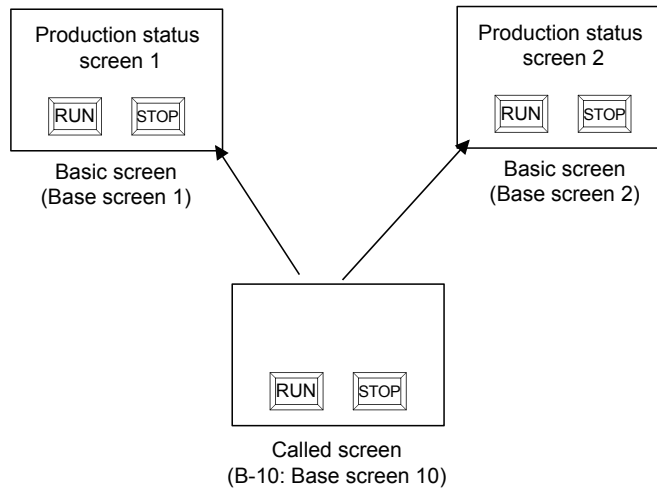 Production status
screen 1
RUN STOP
Basic screen
(Base screen 1)
Production status
screen 2
RUN STOP
Basic screen
(Base screen 2)
RUN STOP
Called screen
(B-10: Base screen 10)